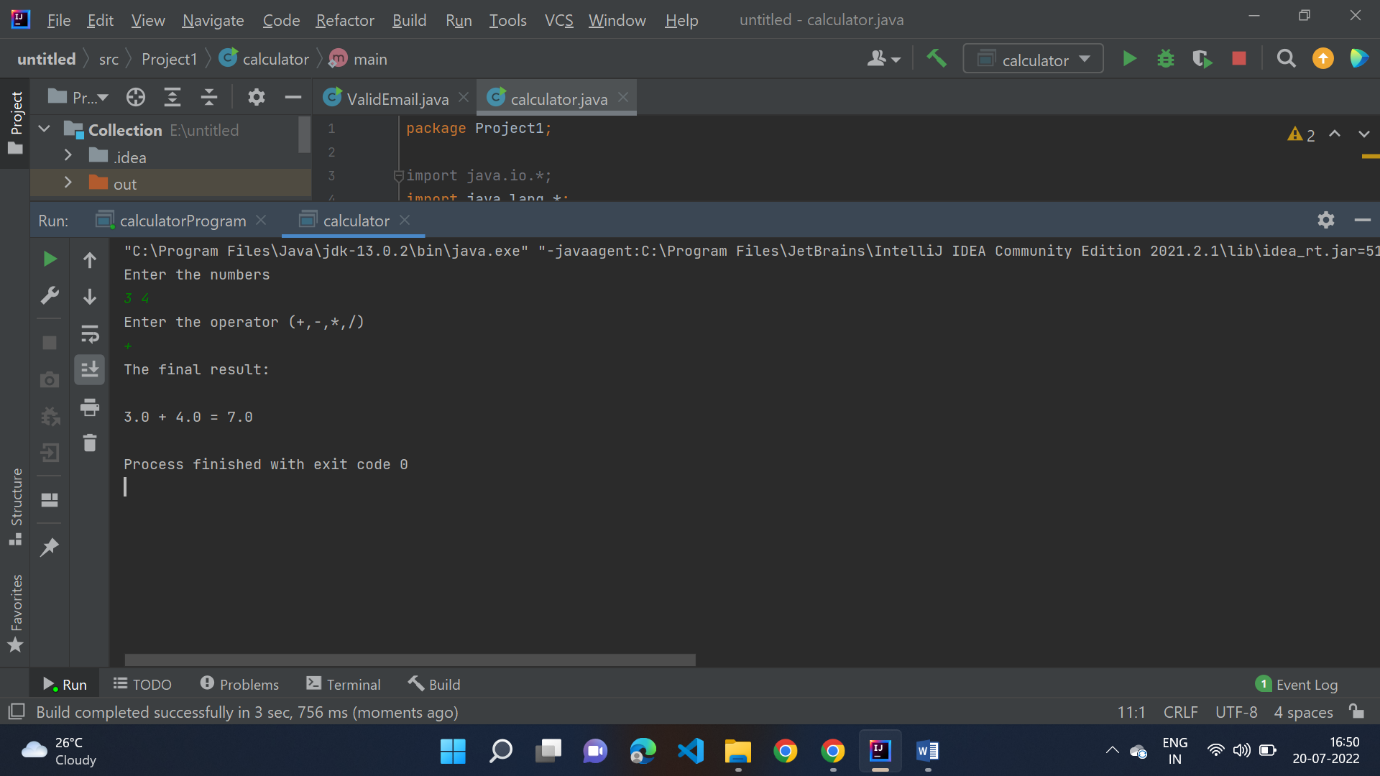 File Edit View Navigate Code Refactor Build Run Tools VCS Window Help untitled - calculator.java
untitled src Project1 calculator main calculator
Project
Pr... ValidEmail.java calculator.java
Collection E:\untitled
.idea
out
1 package Project1;
2
3 import java.io.*;
4 import java.lang.*;
2
Run: calculatorProgram calculator
"C:\Program Files\Java\jdk-13.0.2\bin\java.exe" "-javaagent:C:\Program Files\JetBrains\IntelliJ IDEA Community Edition 2021.2.1\lib\idea_rt.jar=51
Enter the numbers
3 4
Enter the operator (+,-,*,/)
+
The final result:
3.0 + 4.0 = 7.0
Process finished with exit code 0
Structure
Favorites
Run TODO Problems Terminal Build 1 Event Log
Build completed successfully in 3 sec, 756 ms (moments ago) 11:1 CRLF UTF-8 4 spaces
26°C
Cloudy
ENG
IN
16:50
20-07-2022